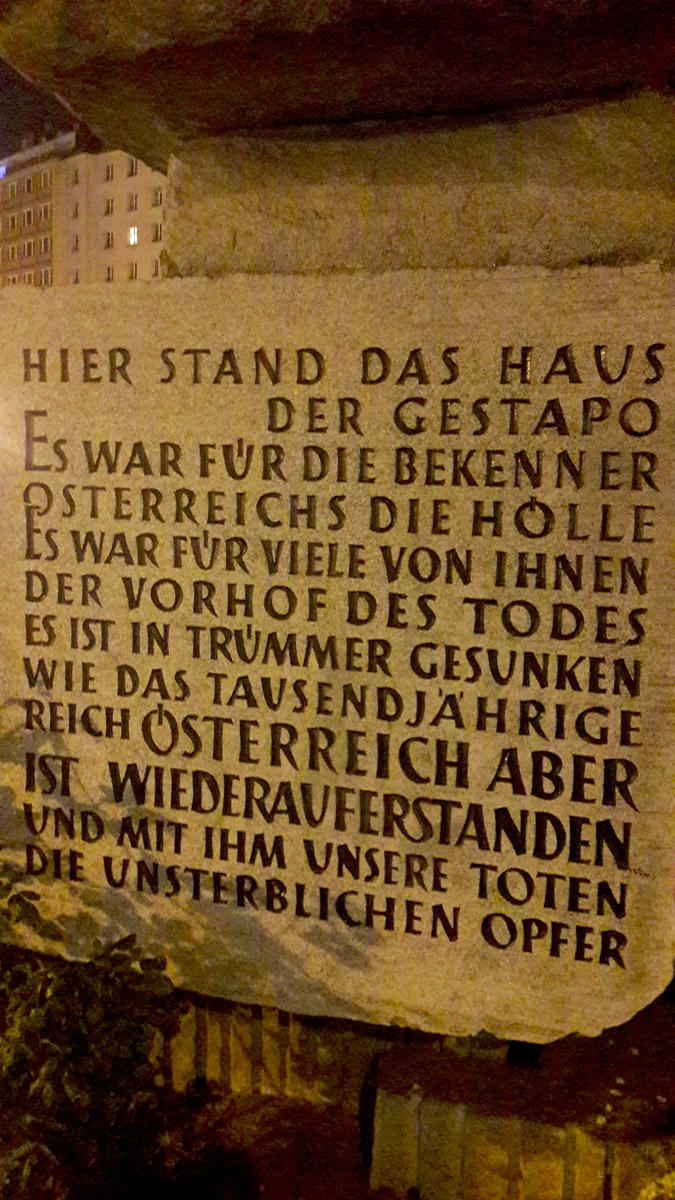 HIER STAND DAS HAUS
DER GESTAPO
ES WAR FÜR DIE BEKENNER
ÖSTERREICHS DIE HÖLLE
ES WAR FÜR VIELE VON IHNEN
DER VORHOF DES TODES
ES IST IN TRÜMMER GESUNKEN
WIE DAS TAUSENDJÄHRIGE
REICH ÖSTERREICH ABER
IST WIEDERAUFERSTANDEN
UND MIT IHM UNSERE TOTEN
DIE UNSTERBLICHEN OPFER